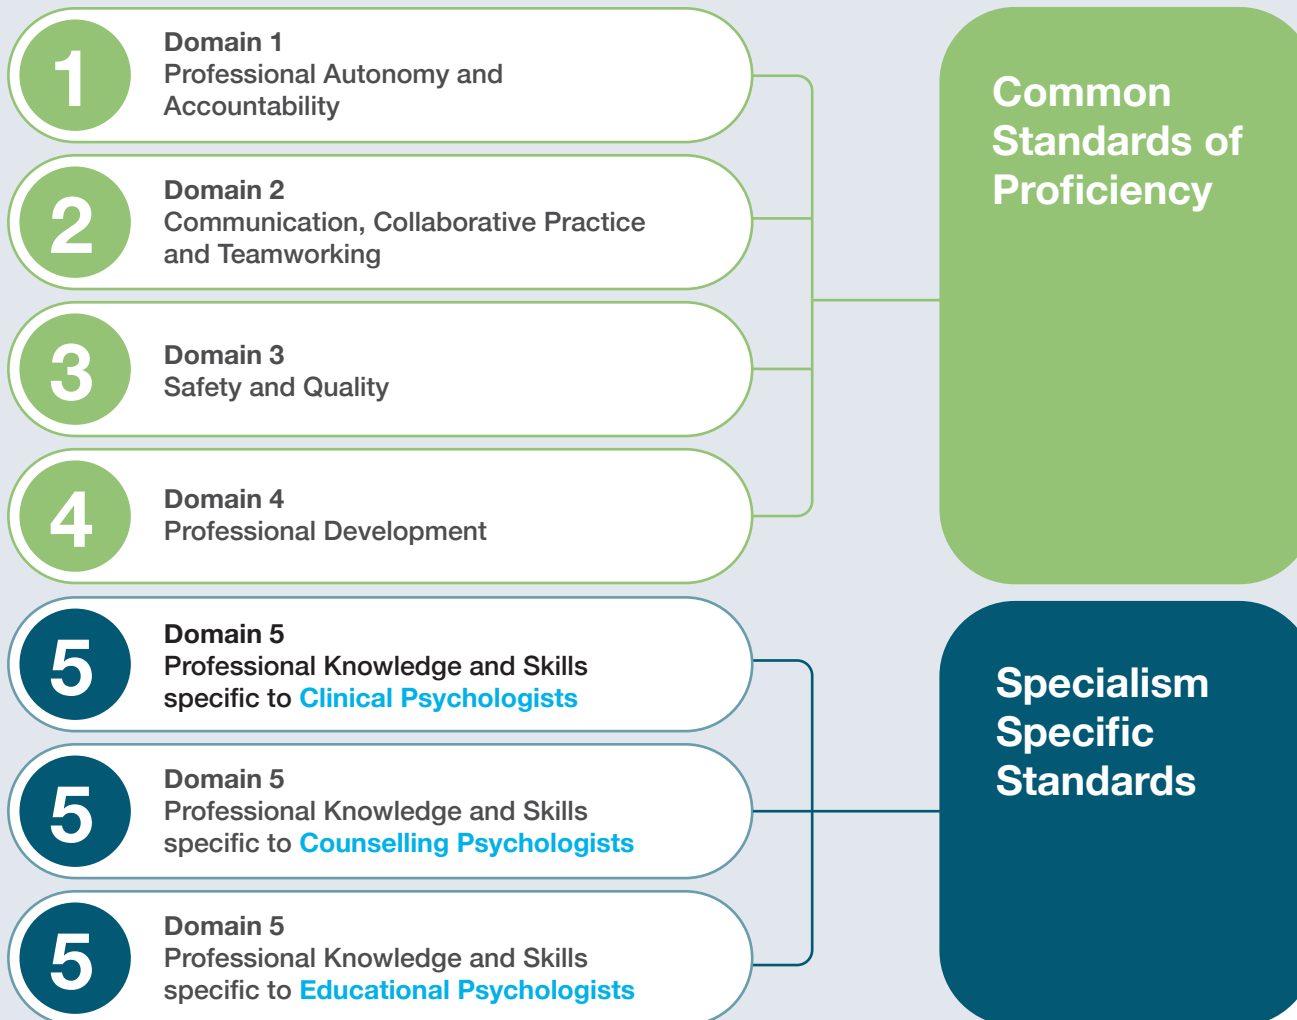 1
Domain 1
Professional Autonomy and
Accountability
2
Domain 2
Communication, Collaborative Practice
and Teamworking
3
Domain 3
Safety and Quality
4
Domain 4
Professional Development
Common
Standards of
Proficiency
5
Domain 5
Professional Knowledge and Skills
specific to Clinical Psychologists
5
Domain 5
Professional Knowledge and Skills
specific to Counselling Psychologists
5
Domain 5
Professional Knowledge and Skills
specific to Educational Psychologists
Specialism
Specific
Standards